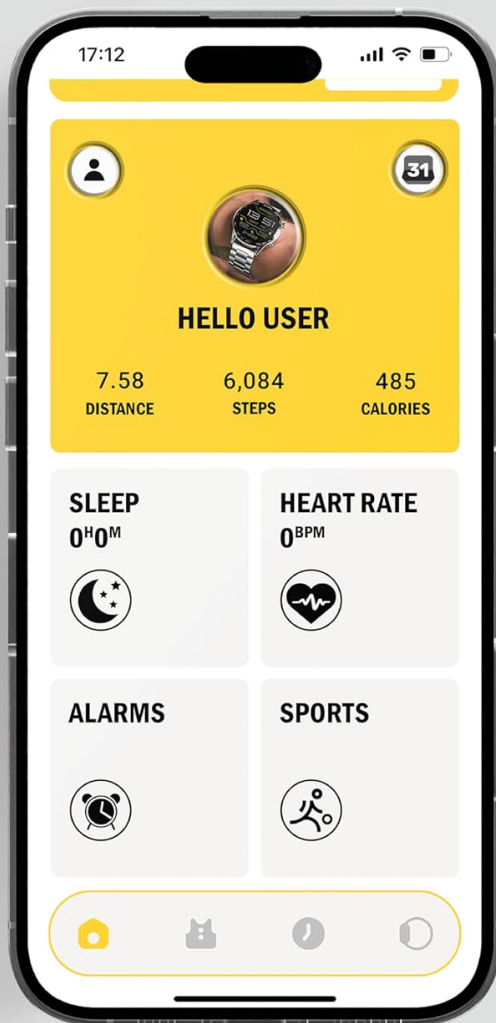 17:12
31
HELLO USER
7.58 6,084 485
DISTANCE STEPS CALORIES
SLEEP
0H0M
HEART RATE
0BPM
ALARMS
SPORTS